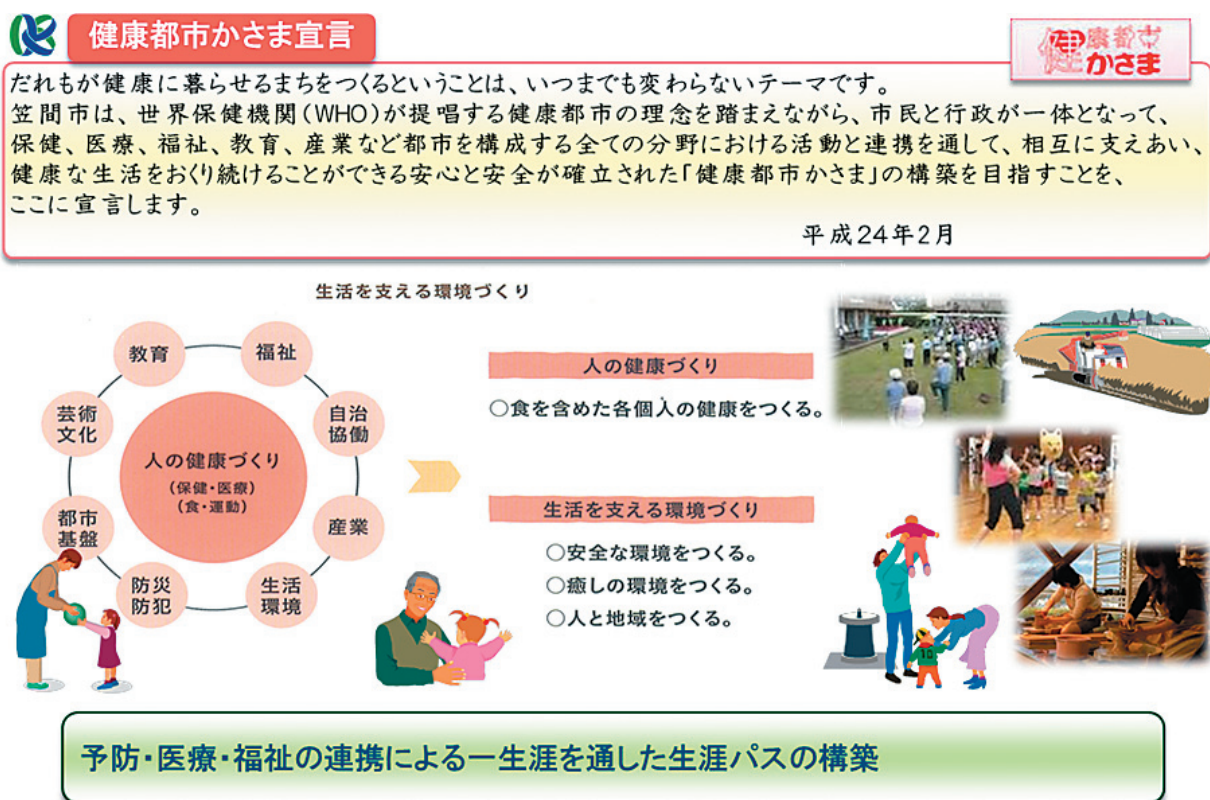 健康都市かさま宣言
健康都市
かさま
だれもが健康に暮らせるまちをつくるということは、いつまでも変わらないテーマです。
笠間市は、世界保健機関(WHO)が提唱する健康都市の理念を踏まえながら、市民と行政が一体となって、
保健、医療、福祉、教育、産業など都市を構成する全ての分野における活動と連携を通して、相互に支えあい、
健康な生活をおくり続けることができる安心と安全が確立された「健康都市かさま」の構築を目指すことを、
ここに宣言します。
平成24年2月
生活を支える環境づくり
教育
福祉
芸術
文化
自治
協働
人の健康づくり
(保健・医療)
(食・運動)
都市
基盤
産業
防災
防犯
生活
環境
人の健康づくり
○食を含めた各個人の健康をつくる。
生活を支える環境づくり
○安全な環境をつくる。
○癒しの環境をつくる。
○人と地域をつくる。
予防・医療・福祉の連携による一生涯を通した生涯パスの構築